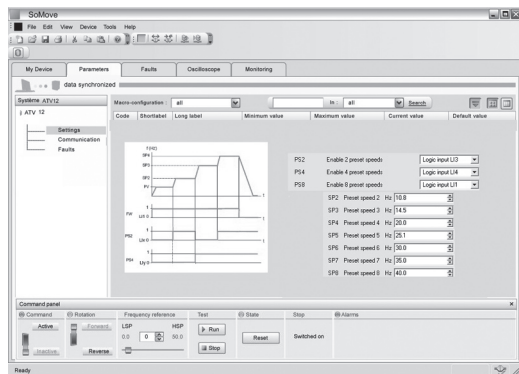 SoMove
File Edit View Device Tools Help
My Device Parameters Faults Oscilloscope Monitoring
data synchronized
Système ATV12
ATV 12
Settings
Communication
Faults
Macro-configuration : all In : all Search
Code Shortlabel Long label Minimum value Maximum value Current value Default value
SP4
SP3
SP2
PS2 Enable 2 preset speeds Logic input LI3
PS4 Enable 4 preset speeds Logic input LI4
PS8 Enable 8 preset speeds Logic input LI1
SP2 Preset speed 2 Hz 10.8
SP3 Preset speed 3 Hz 14.5
SP4 Preset speed 4 Hz 20.0
SP5 Preset speed 5 Hz 25.1
SP6 Preset speed 6 Hz 30.0
SP7 Preset speed 7 Hz 35.0
SP8 Preset speed 8 Hz 40.0
PS2
PS4
Command panel
Command Rotation Frequency reference Test State Stop Alarms
Active Forward LSP HSP Run
0.0 0 90.0 Reset Switched on
Inactive Reverse Stop
Ready